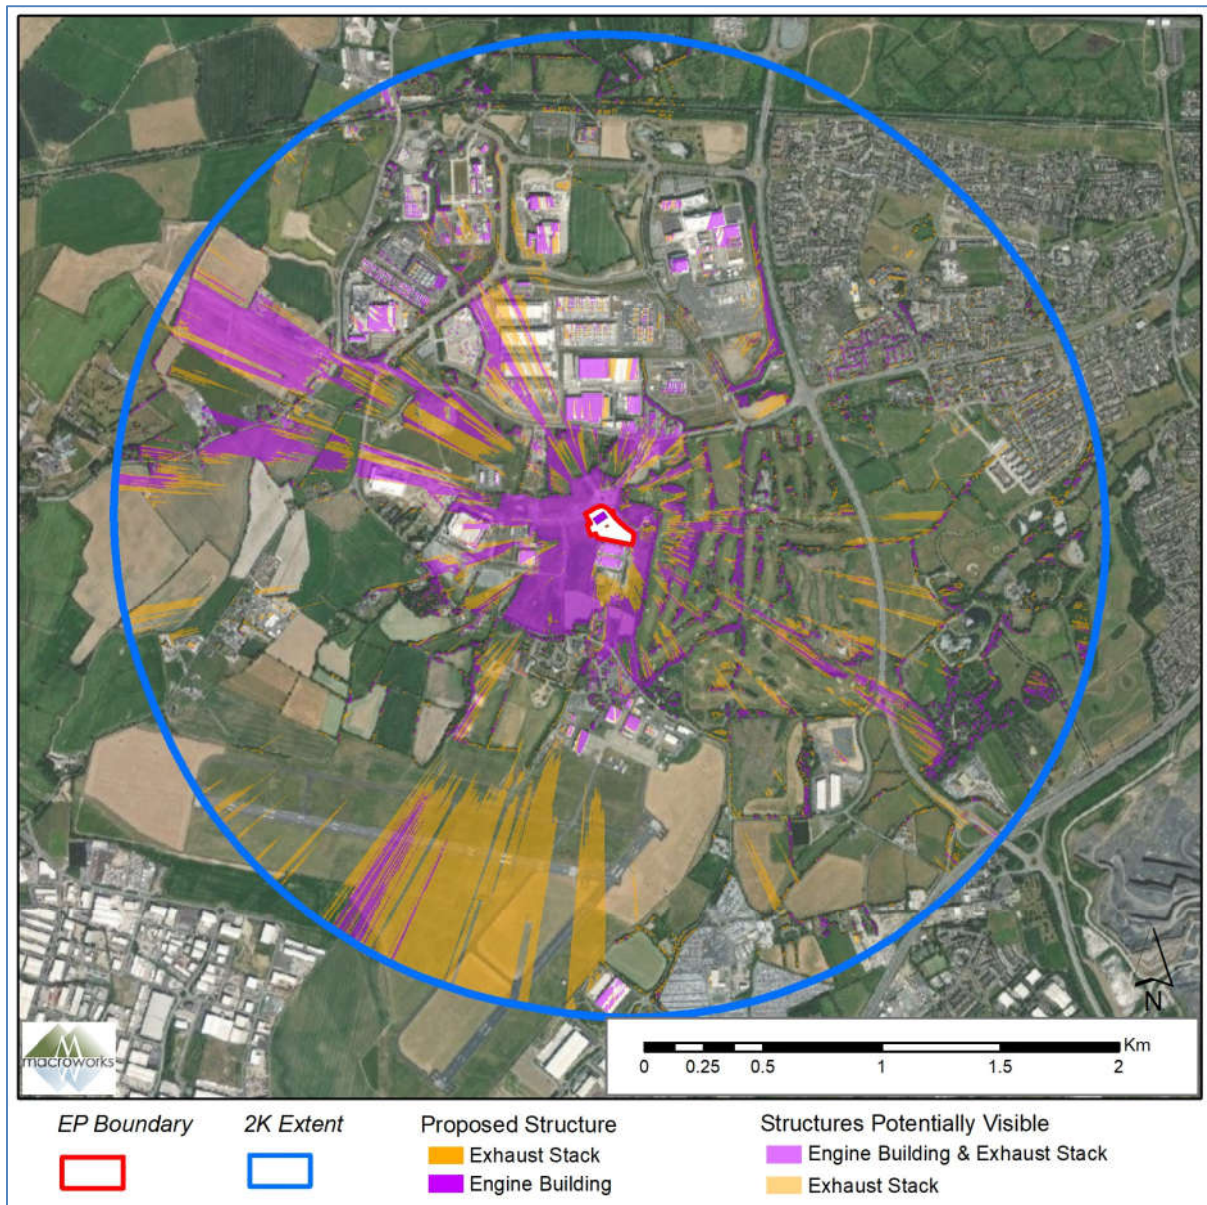 N
macroworks
Km
0 0.25 0.5 1 1.5 2
EP Boundary 2K Extent Proposed Structure Structures Potentially Visible
Exhaust Stack Engine Building & Exhaust Stack
Engine Building Exhaust Stack